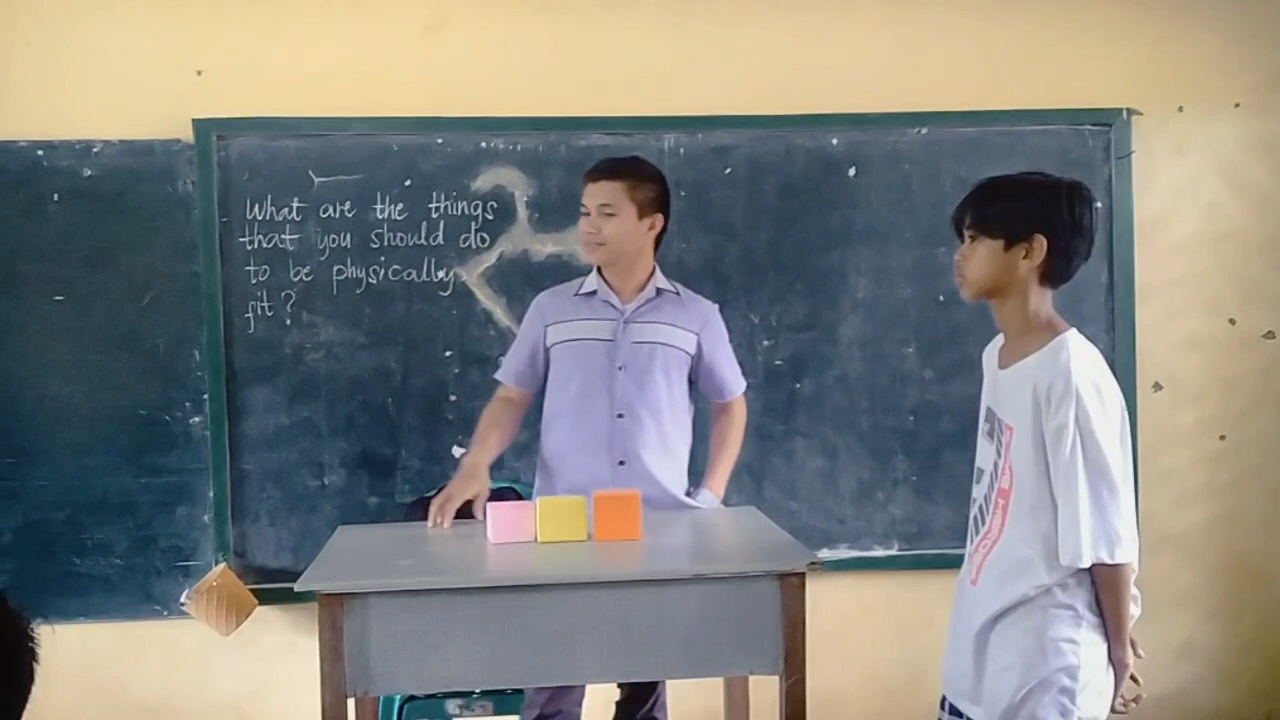 What are the things
that you should do
to be physically
fit?